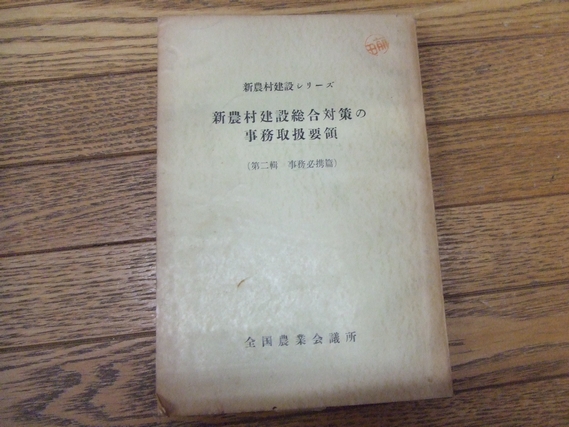 新農村建設シリーズ
新農村建設総合対策の
事務取扱要領
(第二輯 事務必携篇)
全国農業会議所